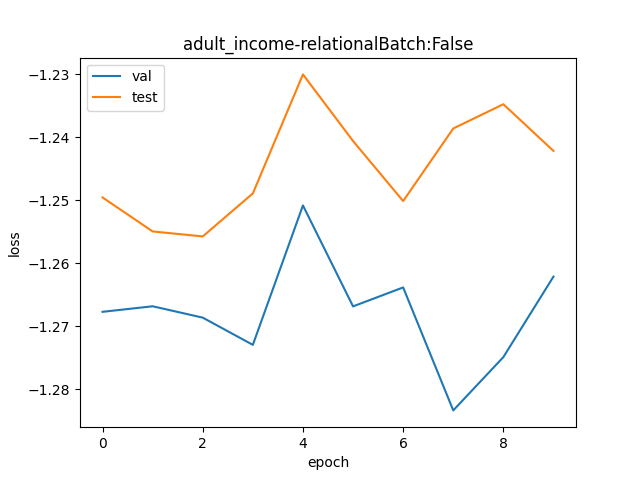 adult_income-relationalBatch:False
val
test
−1.23
−1.24
−1.25
−1.26
−1.27
−1.28
loss
0
2
4
6
8
epoch